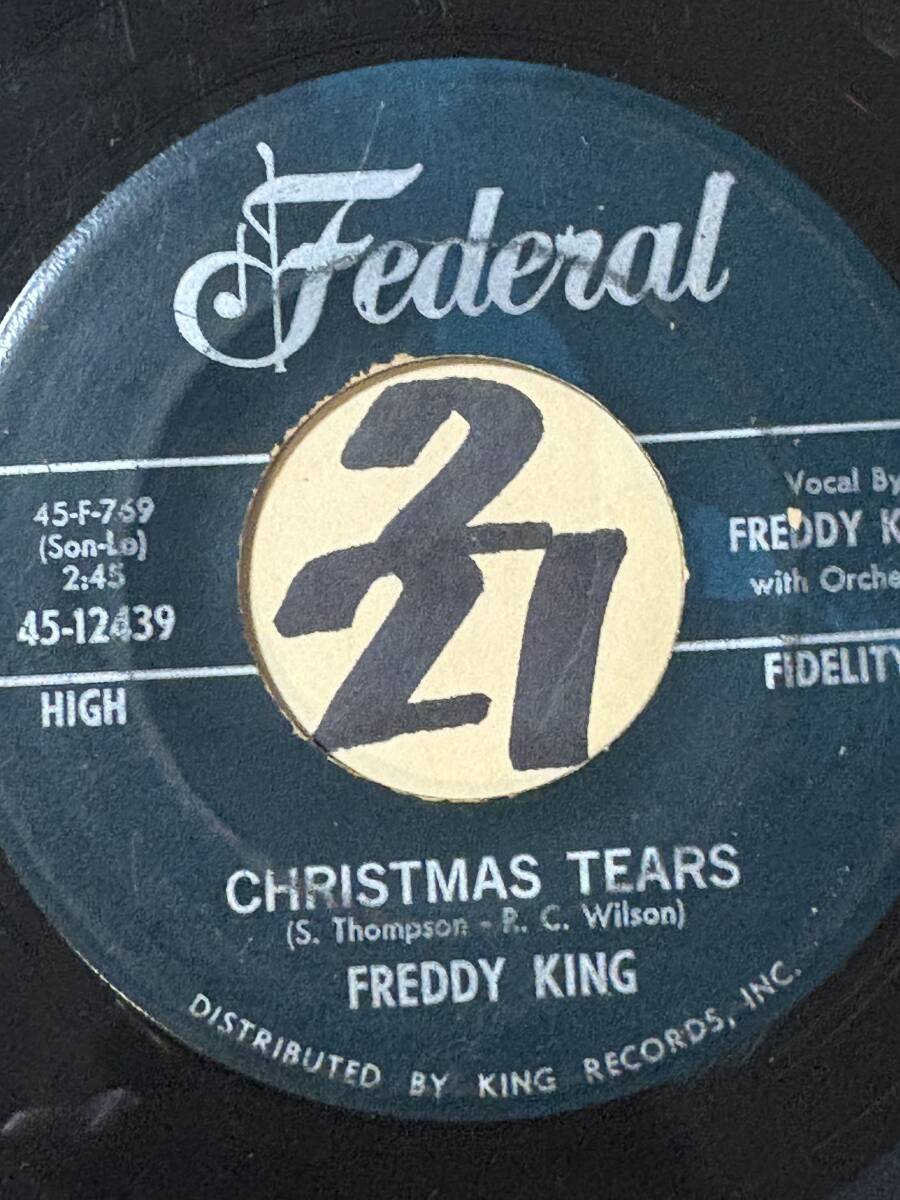 Federal
2
21
45-F-769
(Son-Lo)
2:45
45-12439
HIGH
Vocal By
FREDDY K
with Orche
FIDELITY
CHRISTMAS TEARS
(S. Thompson - R. C. Wilson)
FREDDY KING
DISTRIBUTED BY KING RECORDS, INC.